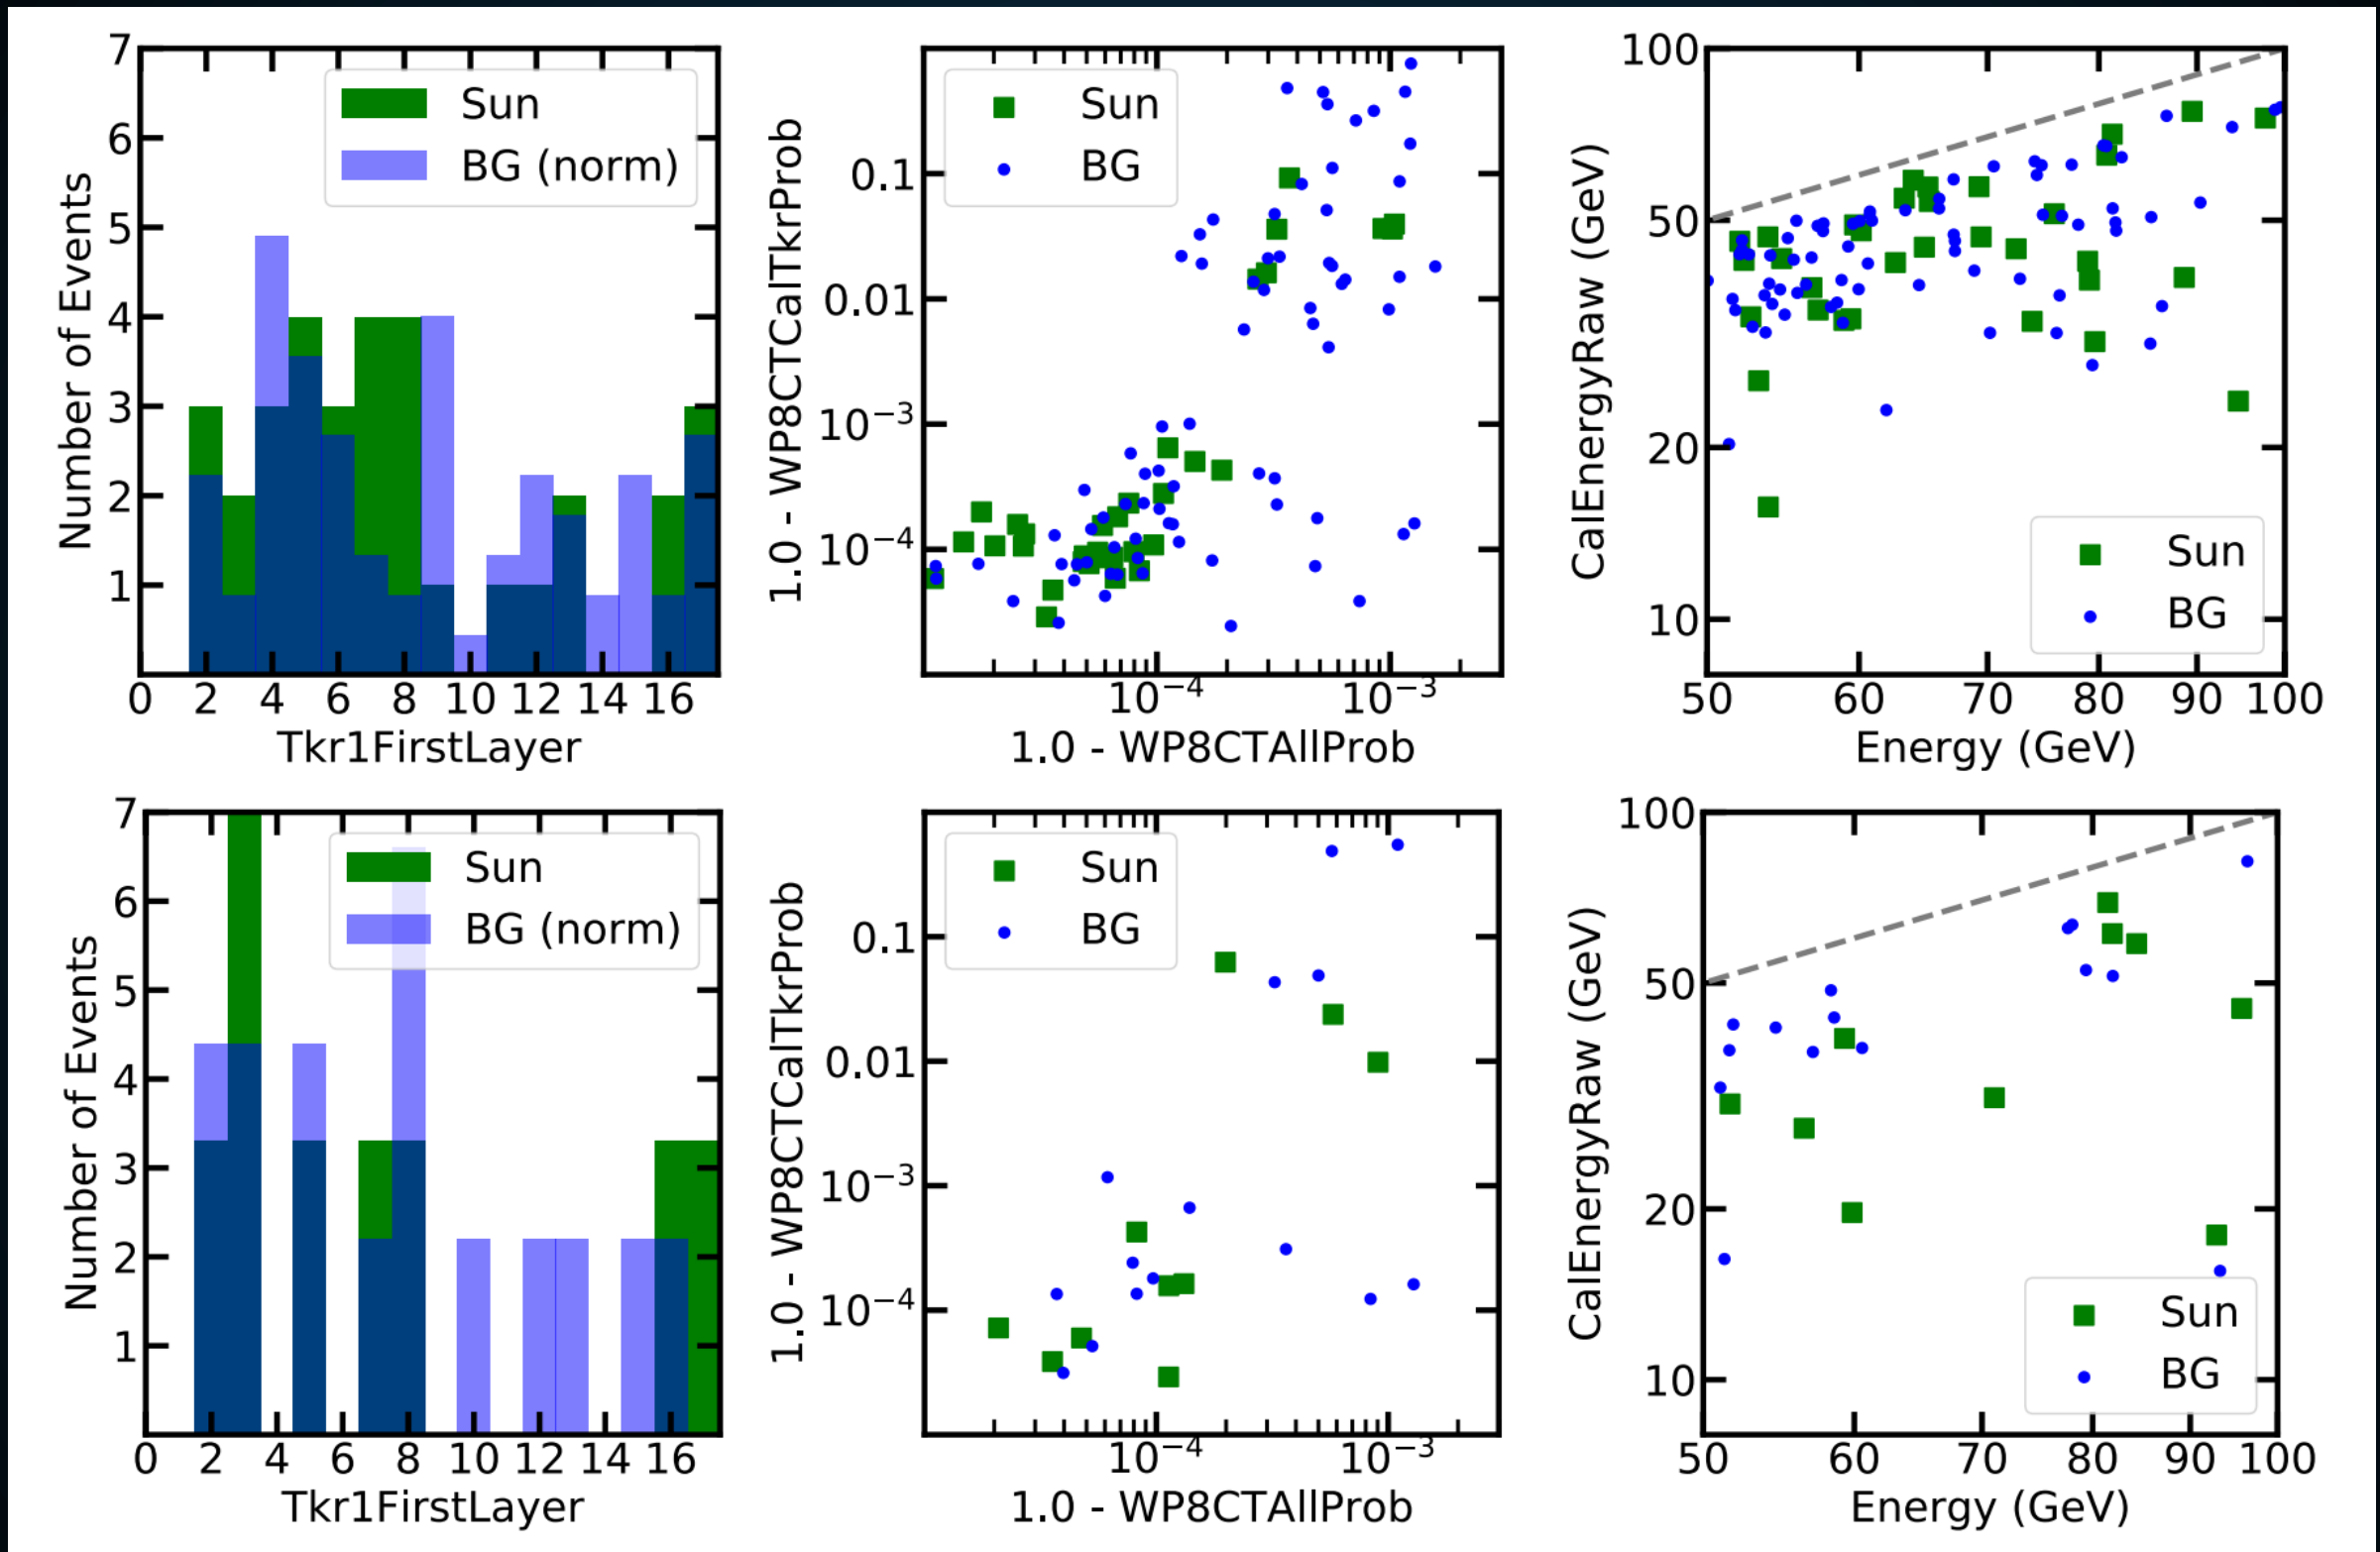 7
6
5
4
3
2
1
Number of Events
Sun
BG (norm)
0 2 4 6 8 10 12 14 16
Tkr1FirstLayer
0.1
0.01
10⁻³
10⁻⁴
1.0 - WP8CTCalTkrProb
Sun
BG
10⁻⁴ 10⁻³
1.0 - WP8CTAllProb
100
50
20
10
CalEnergyRaw (GeV)
Sun
BG
50 60 70 80 90 100
Energy (GeV)
7
6
5
4
3
2
1
Number of Events
Sun
BG (norm)
0 2 4 6 8 10 12 14 16
Tkr1FirstLayer
0.1
0.01
10⁻³
10⁻⁴
1.0 - WP8CTCalTkrProb
Sun
BG
10⁻⁴ 10⁻³
1.0 - WP8CTAllProb
100
50
20
10
CalEnergyRaw (GeV)
Sun
BG
50 60 70 80 90 100
Energy (GeV)